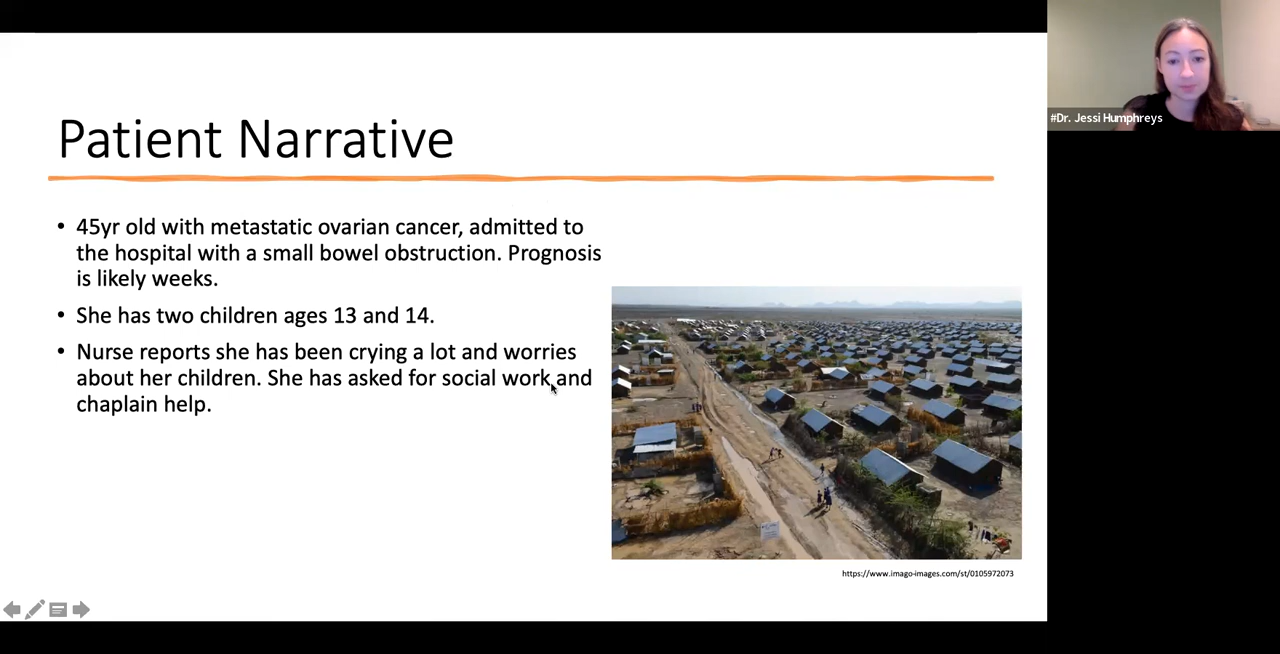 Patient Narrative
• 45yr old with metastatic ovarian cancer, admitted to
the hospital with a small bowel obstruction. Prognosis
is likely weeks.
• She has two children ages 13 and 14.
• Nurse reports she has been crying a lot and worries
about her children. She has asked for social work and
chaplain help.
https://www.imago-images.com/st/0105972073
#Dr. Jessi Humphreys